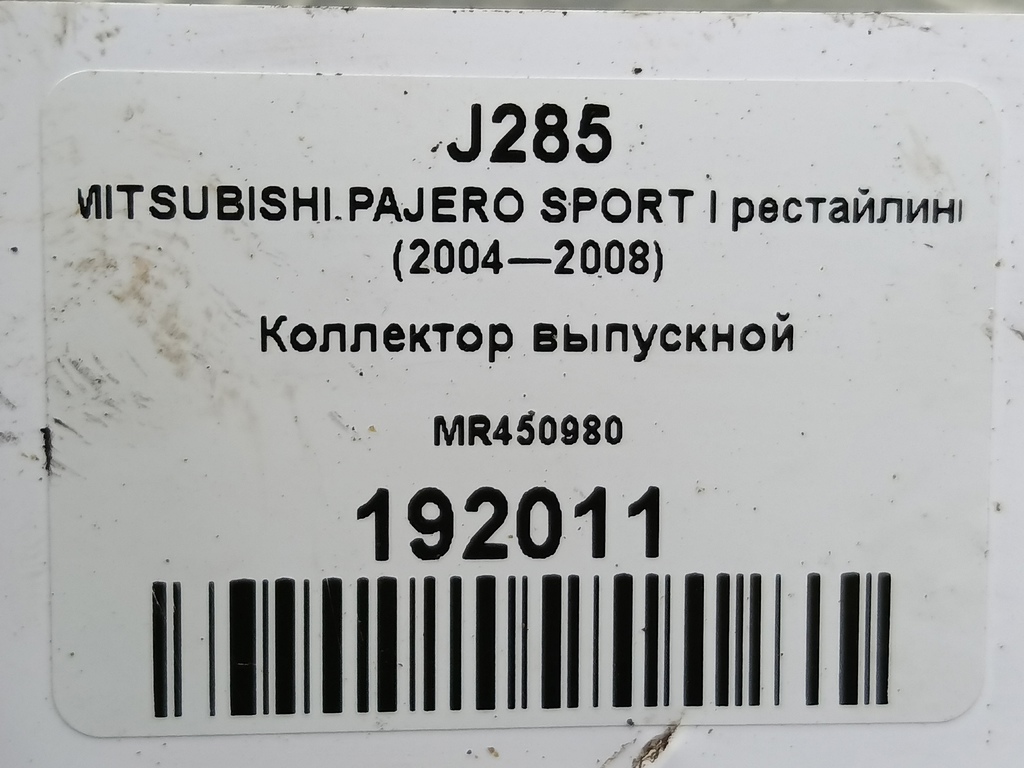 J285
MITSUBISHI PAJERO SPORT I рестайлинг
(2004—2008)
Коллектор выпускной
MR450980
192011